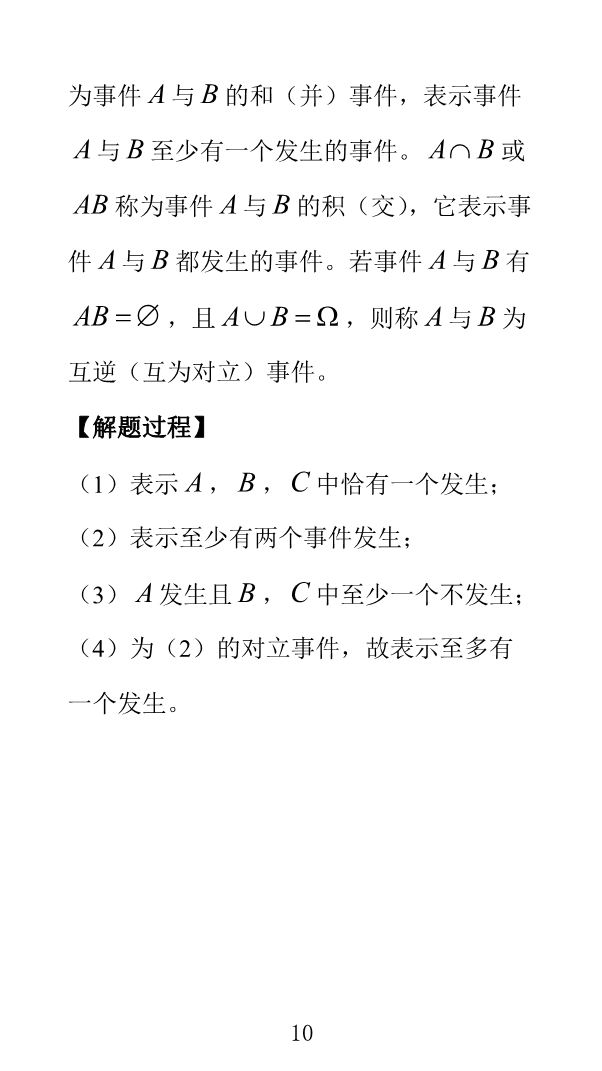 为事件 A 与 B 的和（并）事件，表示事件
A 与 B 至少有一个发生的事件。A∩B 或
AB 称为事件 A 与 B 的积（交），它表示事
件 A 与 B 都发生的事件。若事件 A 与 B 有
AB=∅，且 A∪B=Ω，则称 A 与 B 为
互逆（互为对立）事件。
【解题过程】
（1）表示 A，B，C 中恰有一个发生；
（2）表示至少有两个事件发生；
（3）A 发生且 B，C 中至少一个不发生；
（4）为（2）的对立事件，故表示至多有
一个发生。
10